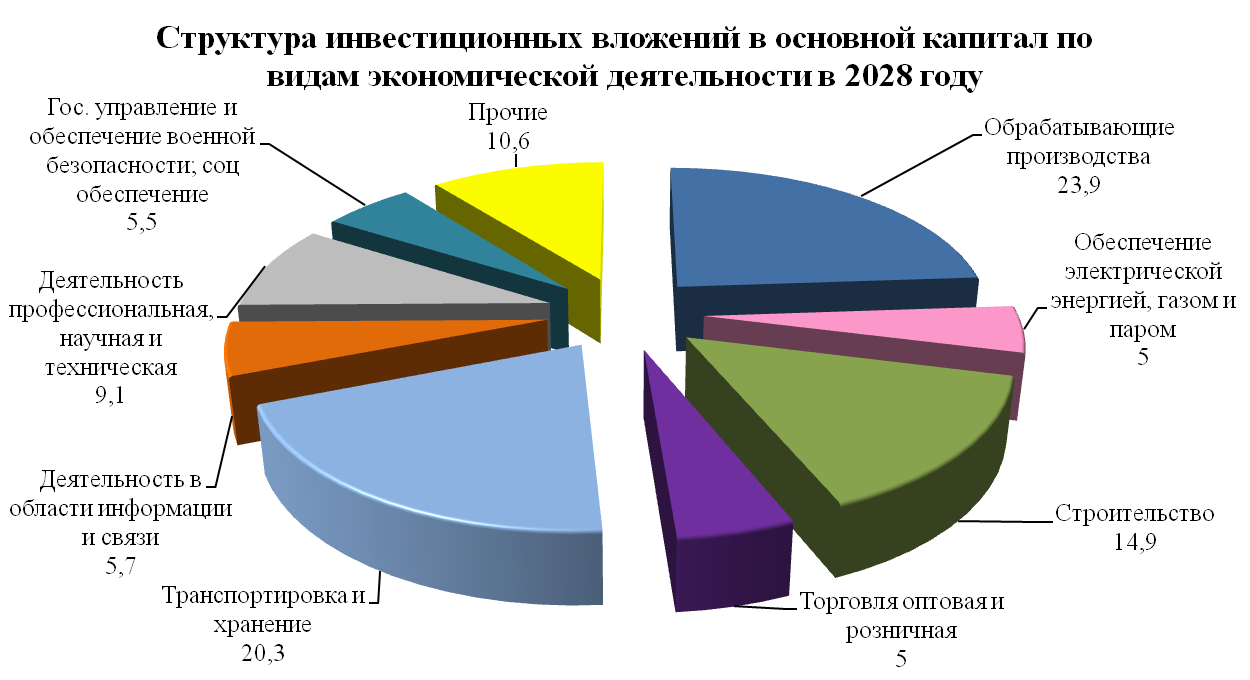 Структура инвестиционных вложений в основной капитал по
видам экономической деятельности в 2028 году
Гос. управление и
обеспечение военной
безопасности; соц
обеспечение
5,5
Прочие
10,6
Обрабатывающие
производства
23,9
Обеспечение
электрической
энергией, газом и
паром
5
Деятельность
профессиональная,
научная и
техническая
9,1
Деятельность в
области информации
и связи
5,7
Строительство
14,9
Транспортировка и
хранение
20,3
Торговля оптовая и
розничная
5